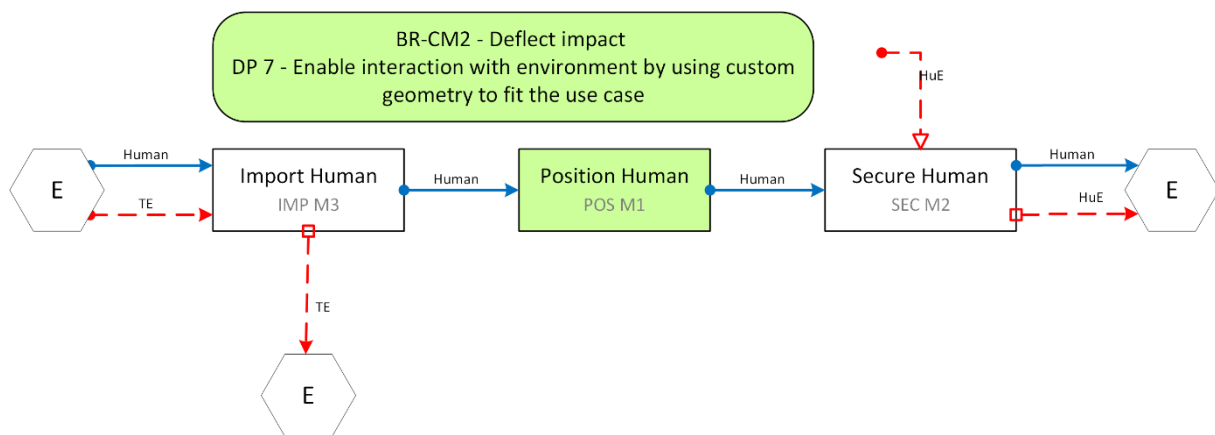 BR-CM2 - Deflect impact
DP 7 - Enable interaction with environment by using custom
geometry to fit the use case
HuE
E
Human
TE
Import Human
IMP M3
Human
Position Human
POS M1
Human
Secure Human
SEC M2
Human
HuE
E
TE
E